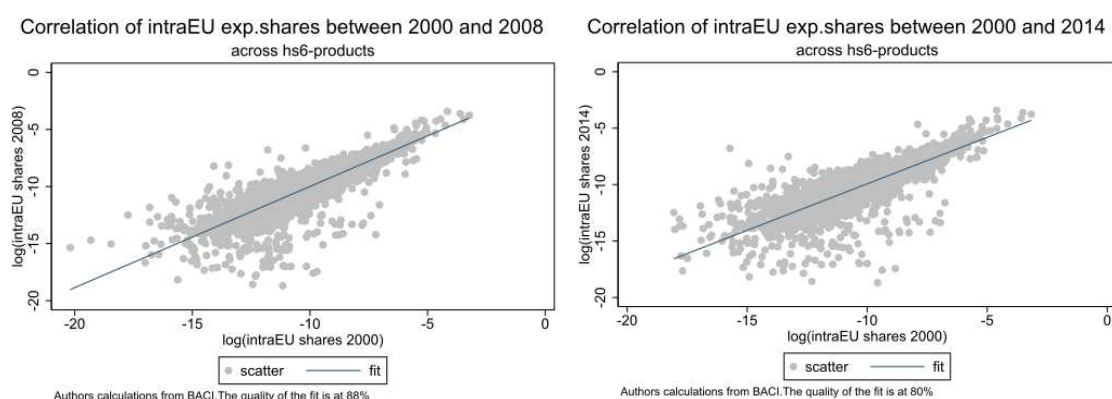 Correlation of intraEU exp.shares between 2000 and 2008
across hs6-products
0
-5
-10
-15
-20
log(intraEU shares 2008)
-20 -15 -10 -5 0
log(intraEU shares 2000)
scatter fit
Authors calculations from BACI.The quality of the fit is at 88%
Correlation of intraEU exp.shares between 2000 and 2014
across hs6-products
0
-5
-10
-15
-20
log(intraEU shares 2014)
-20 -15 -10 -5 0
log(intraEU shares 2000)
scatter fit
Authors calculations from BACI.The quality of the fit is at 80%